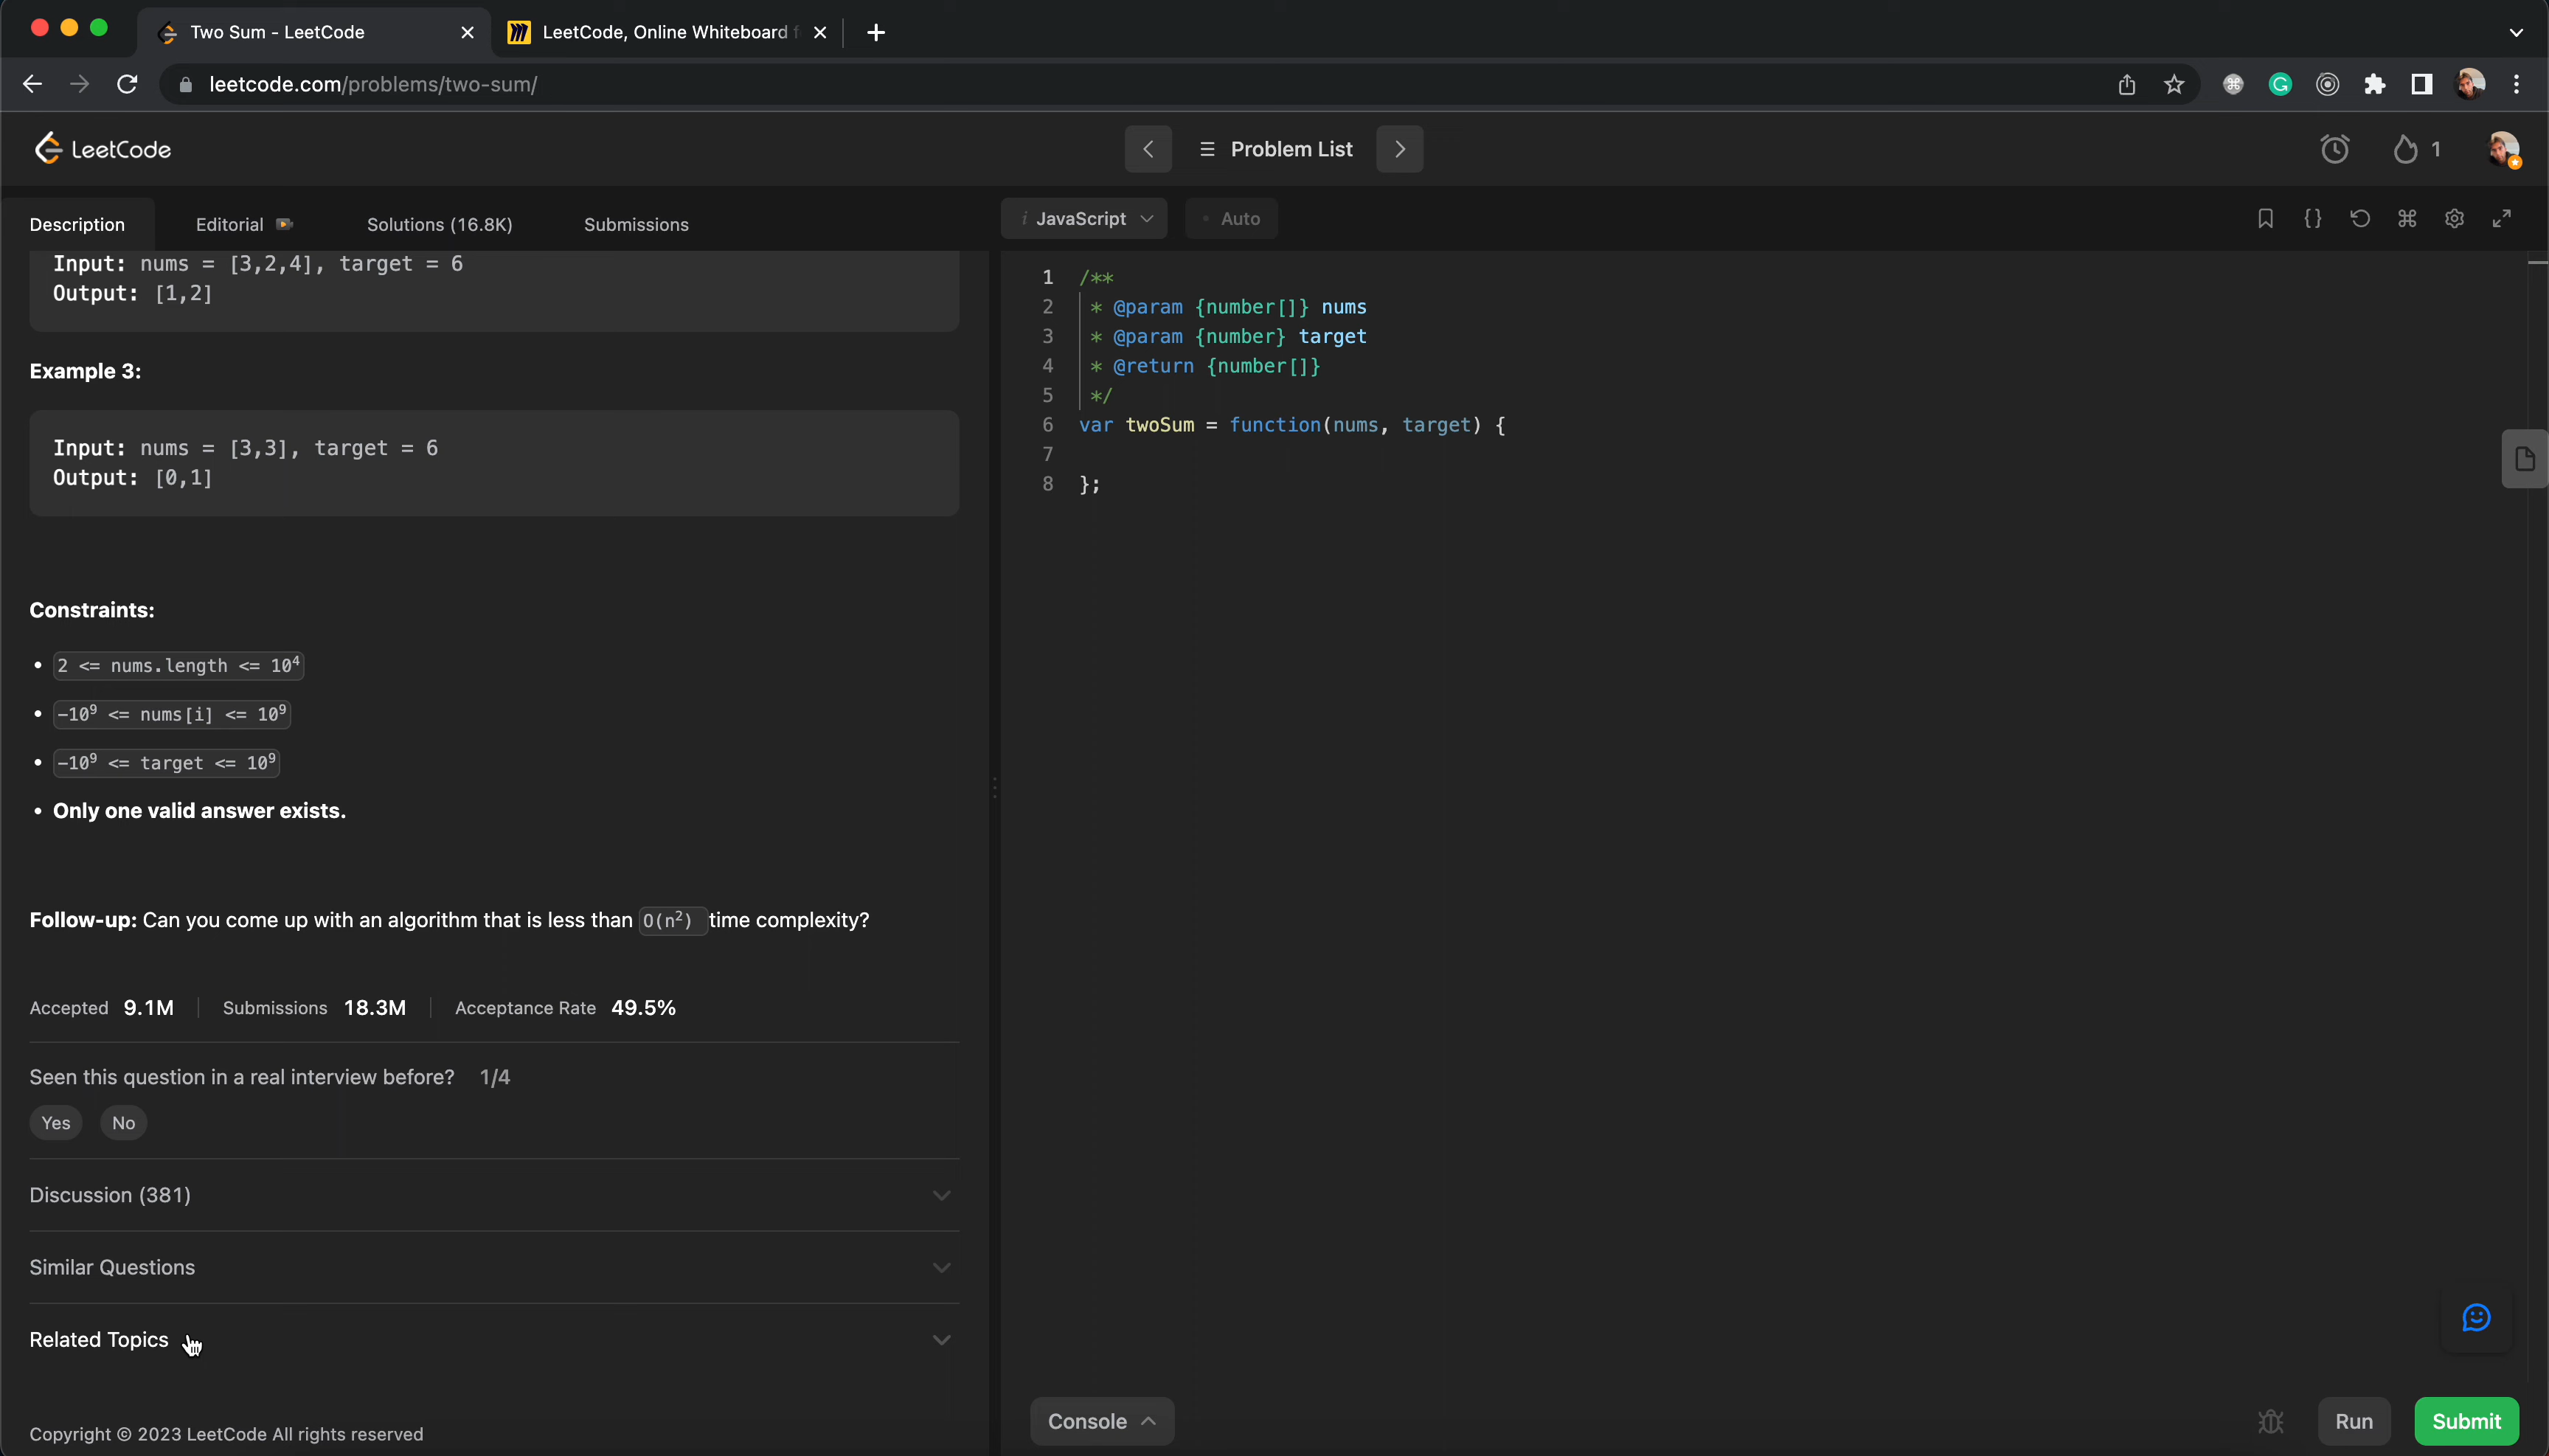 Two Sum - LeetCode
LeetCode, Online Whiteboard f
leetcode.com/problems/two-sum/
LeetCode
Problem List
1
Description
Editorial
Solutions (16.8K)
Submissions
i JavaScript
Auto
Input: nums = [3,2,4], target = 6
Output: [1,2]
Example 3:
Input: nums = [3,3], target = 6
Output: [0,1]
Constraints:
• 2 <= nums.length <= 10⁴
• -10⁹ <= nums[i] <= 10⁹
• -10⁹ <= target <= 10⁹
• Only one valid answer exists.
Follow-up: Can you come up with an algorithm that is less than O(n²) time complexity?
Accepted 9.1M Submissions 18.3M Acceptance Rate 49.5%
Seen this question in a real interview before? 1/4
Yes No
Discussion (381)
Similar Questions
Related Topics
Copyright © 2023 LeetCode All rights reserved
1 /**
2 * @param {number[]} nums
3 * @param {number} target
4 * @return {number[]}
5 */
6 var twoSum = function(nums, target) {
7
8 };
Console
Run
Submit